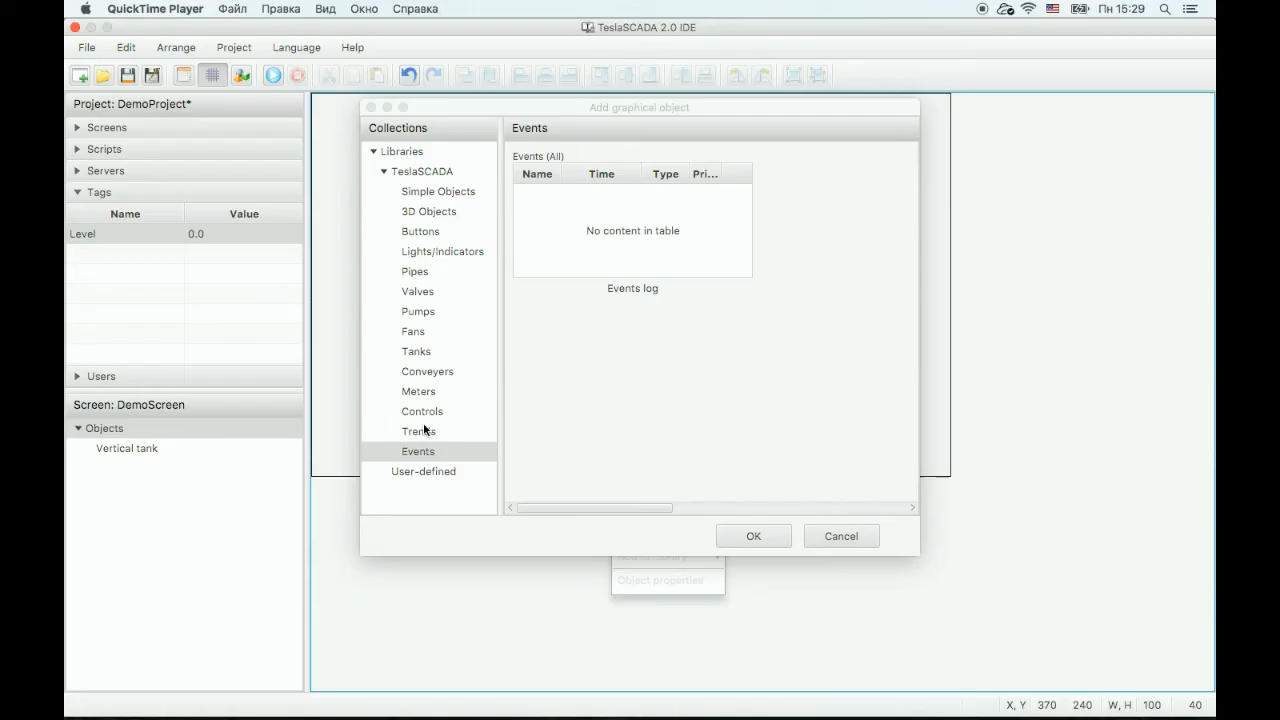 QuickTime Player Файл Правка Вид Окно Справка Пн 15:29
TeslaSCADA 2.0 IDE
File Edit Arrange Project Language Help
Project: DemoProject*
Screens
Scripts
Servers
Tags
Name Value
Level 0.0
Users
Screen: DemoScreen
Objects
Vertical tank
Add graphical object
Collections
Libraries
TeslaSCADA
Simple Objects
3D Objects
Buttons
Lights/Indicators
Pipes
Valves
Pumps
Fans
Tanks
Conveyers
Meters
Controls
Trends
Events
User-defined
Events
Events (All)
Name Time Type Pri...
No content in table
Events log
OK Cancel
Object properties
X, Y 370 240 W, H 100 40